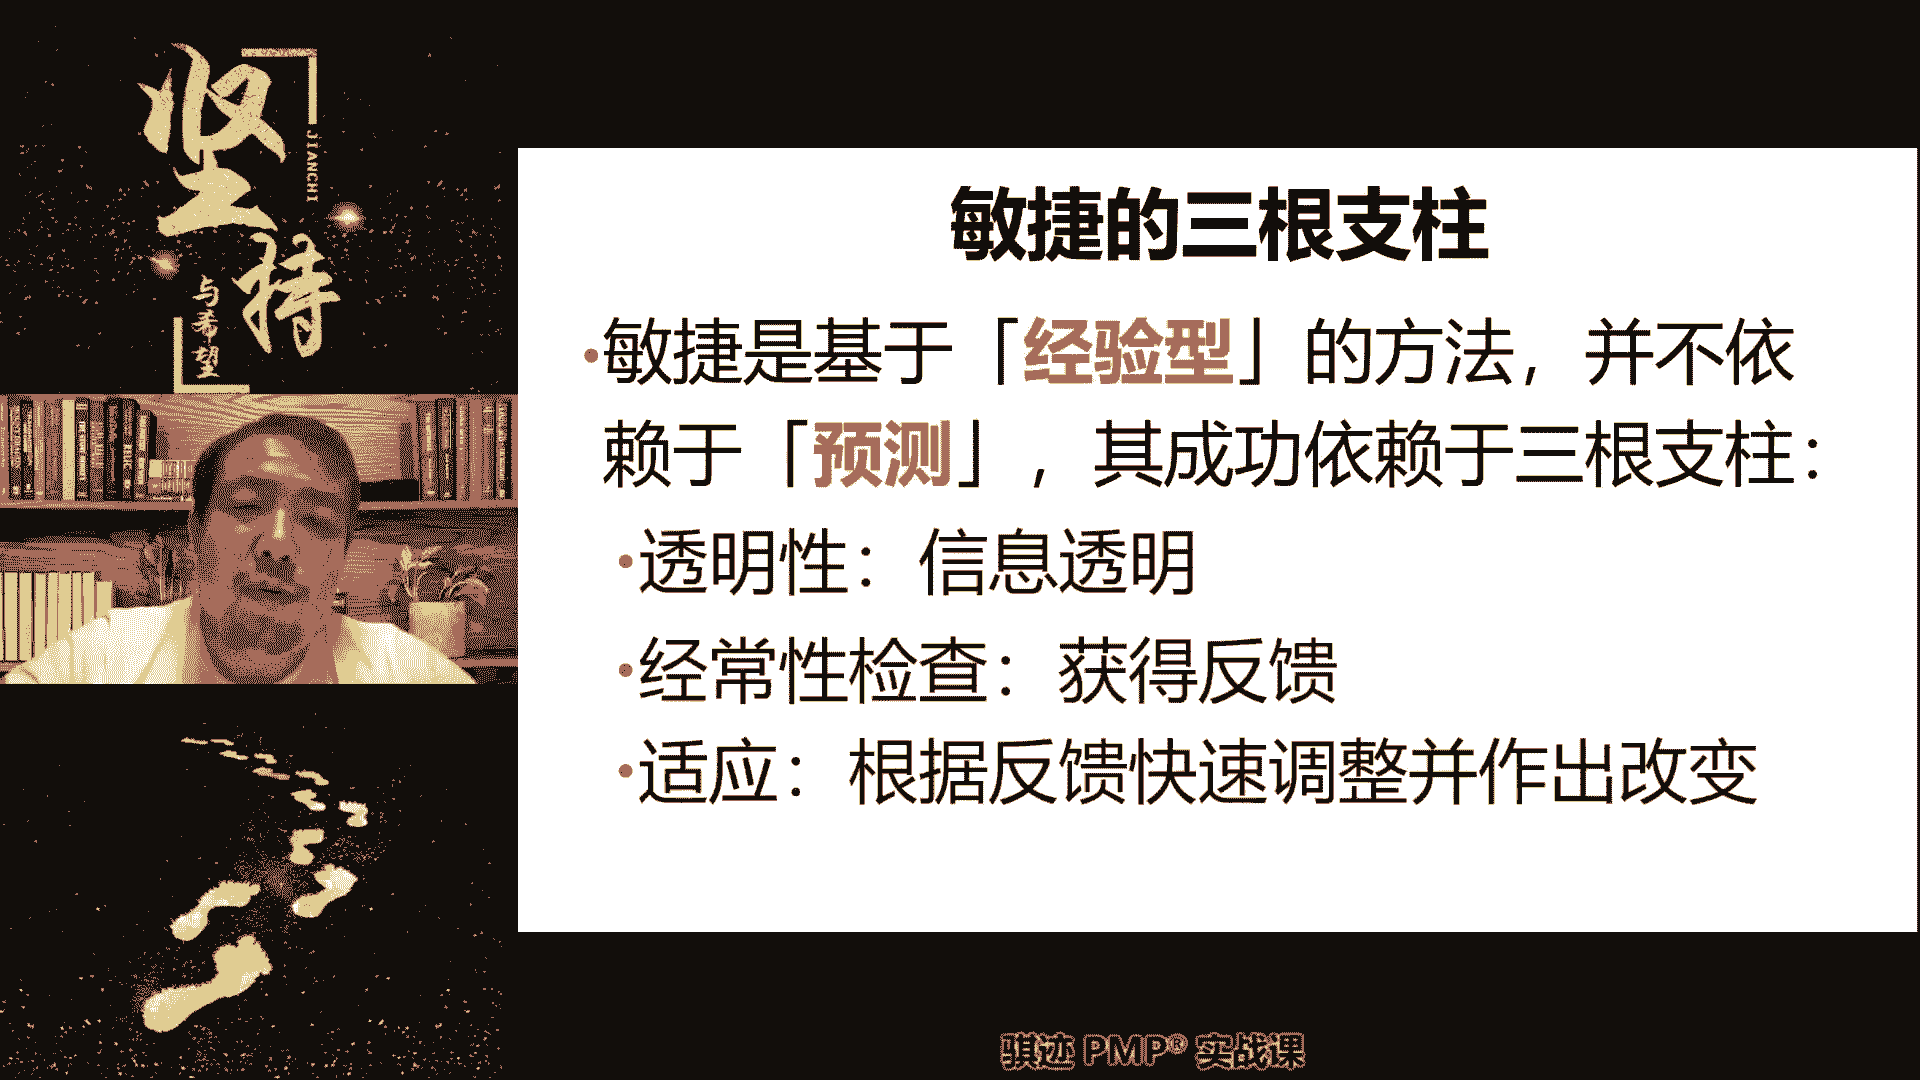 坚持
JIANCHI
与希望
敏捷的三根支柱
•敏捷是基于「经验型」的方法，并不依
赖于「预测」，其成功依赖于三根支柱：
•透明性：信息透明
•经常性检查：获得反馈
•适应：根据反馈快速调整并作出改变
骐迹 PMP® 实战课